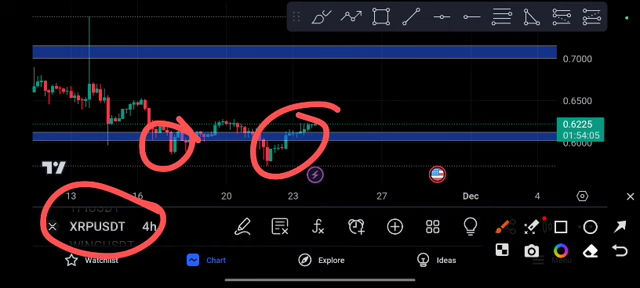 0.7000
0.6500
0.6225
01:54:05
0.6000
13 16 20 23 27 Dec 4
XRPUSDT 4h
WINGUSDT
Watchlist Chart Explore Ideas